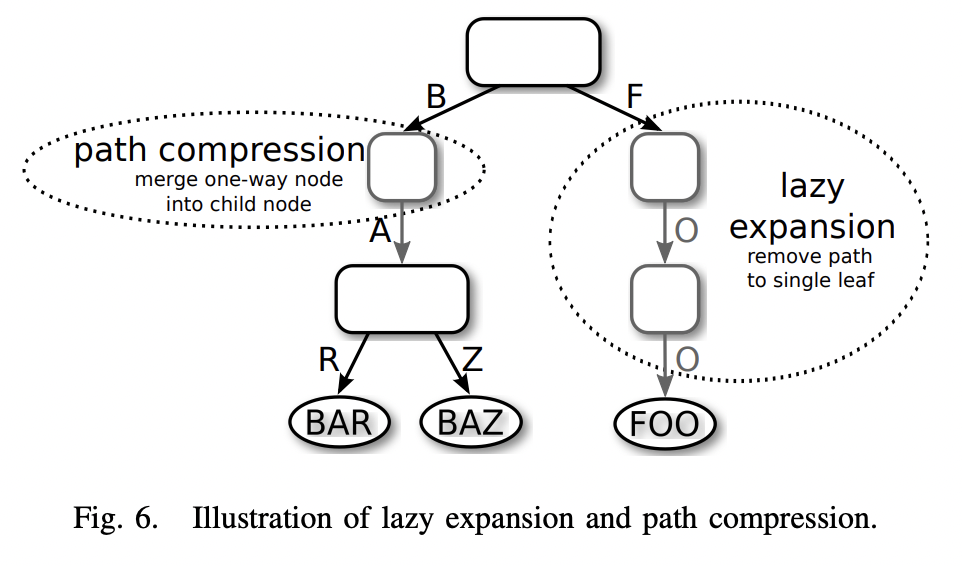 B
F
path compression
merge one-way node
into child node
lazy
expansion
remove path
to single leaf
A
O
R
Z
O
BAR
BAZ
FOO
Fig. 6. Illustration of lazy expansion and path compression.